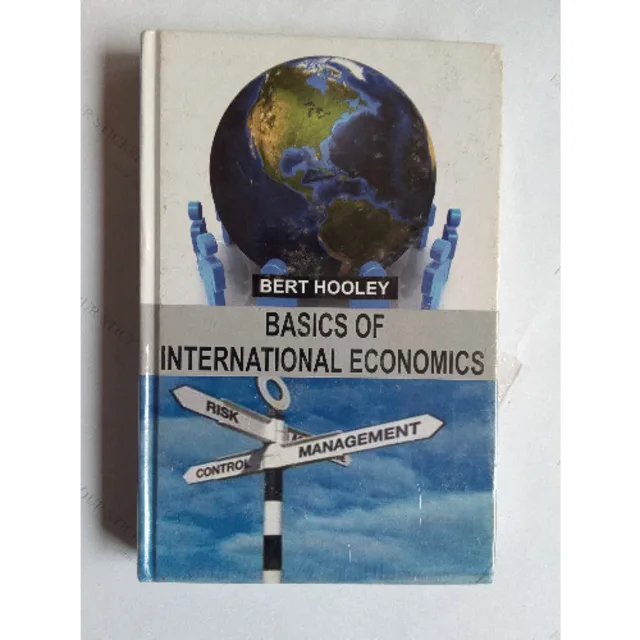 BERT HOOLEY
BASICS OF
INTERNATIONAL ECONOMICS
RISK
MANAGEMENT
CONTROL